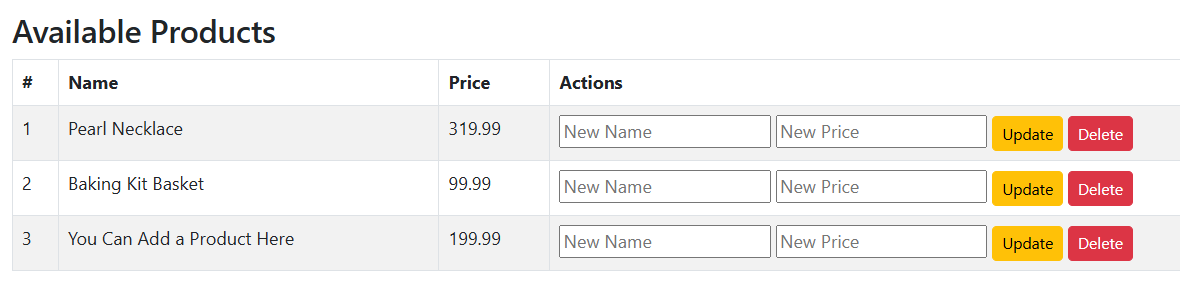 Available Products
# Name Price Actions
1 Pearl Necklace 319.99 New Name New Price Update Delete
2 Baking Kit Basket 99.99 New Name New Price Update Delete
3 You Can Add a Product Here 199.99 New Name New Price Update Delete